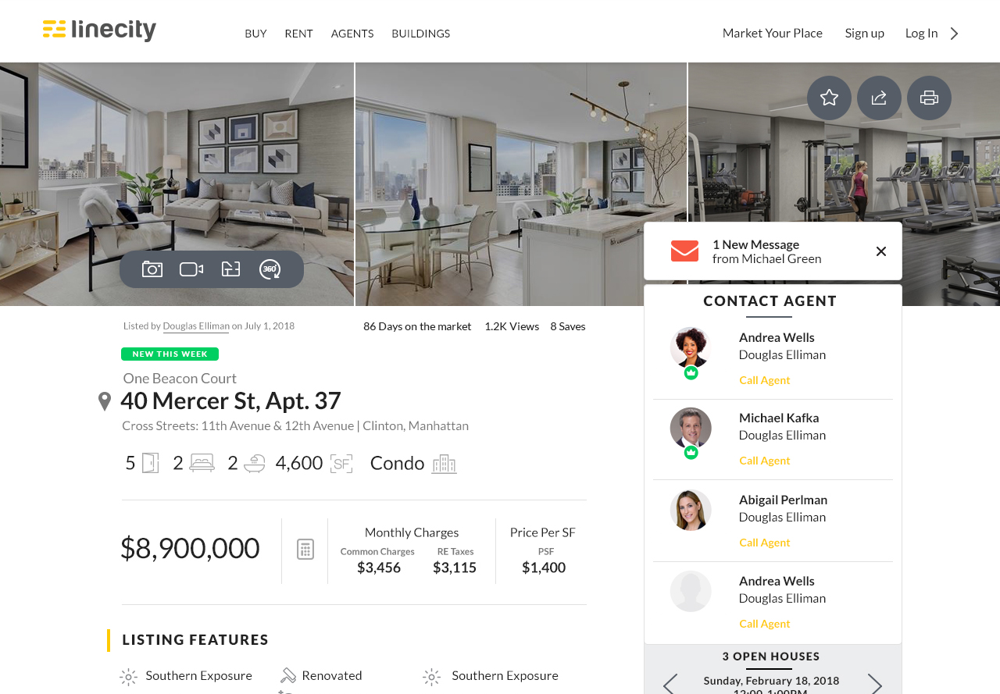 linecity
BUY RENT AGENTS BUILDINGS
Market Your Place Sign up Log In
360°
1 New Message
from Michael Green
CONTACT AGENT
Andrea Wells
Douglas Elliman
Call Agent
Michael Kafka
Douglas Elliman
Call Agent
Abigail Perlman
Douglas Elliman
Call Agent
Andrea Wells
Douglas Elliman
Call Agent
3 OPEN HOUSES
Sunday, February 18, 2018
12:00-1:00PM
Listed by Douglas Elliman on July 1, 2018
86 Days on the market 1.2K Views 8 Saves
NEW THIS WEEK
One Beacon Court
40 Mercer St, Apt. 37
Cross Streets: 11th Avenue & 12th Avenue | Clinton, Manhattan
5 2 2 4,600 SF Condo
$8,900,000
Monthly Charges
Common Charges RE Taxes
$3,456 $3,115
Price Per SF
PSF
$1,400
LISTING FEATURES
Southern Exposure Renovated Southern Exposure